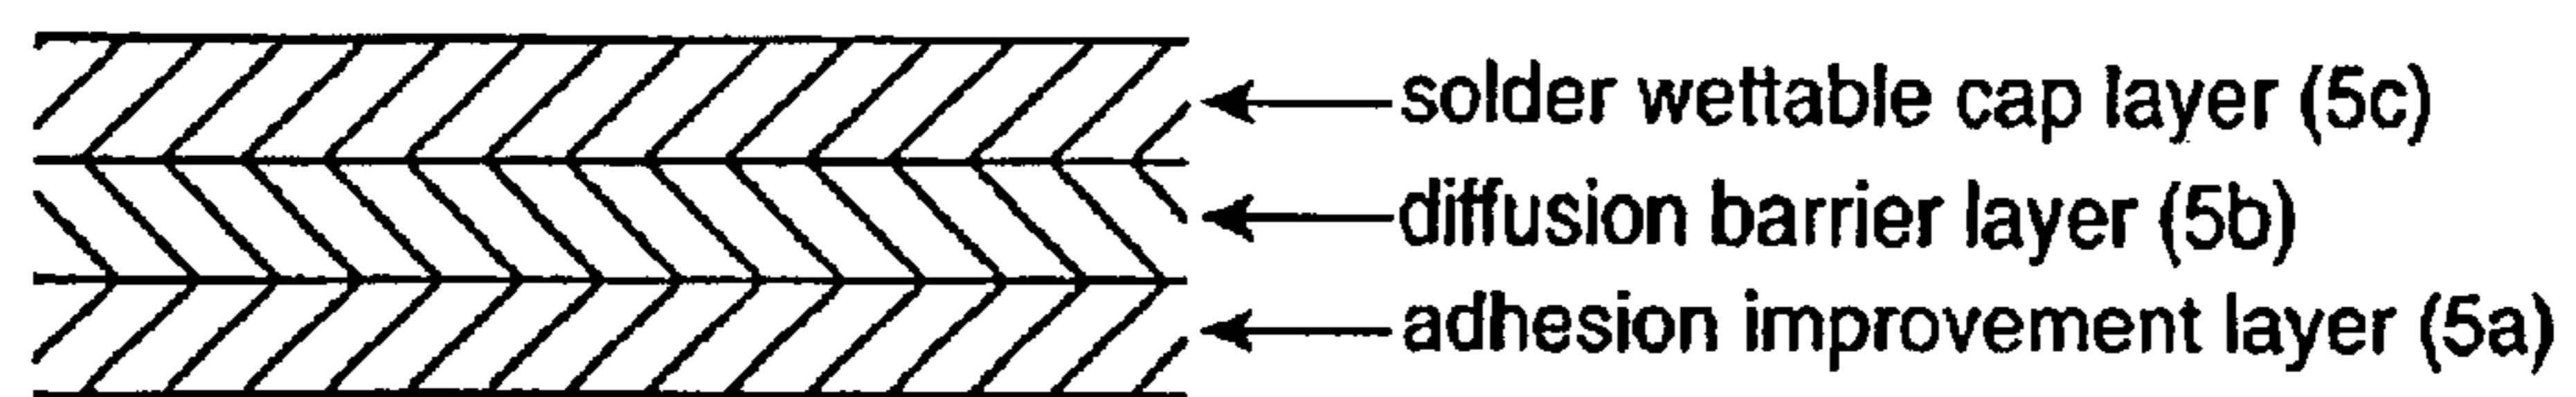 solder wettable cap layer (5c)
diffusion barrier layer (5b)
adhesion improvement layer (5a)